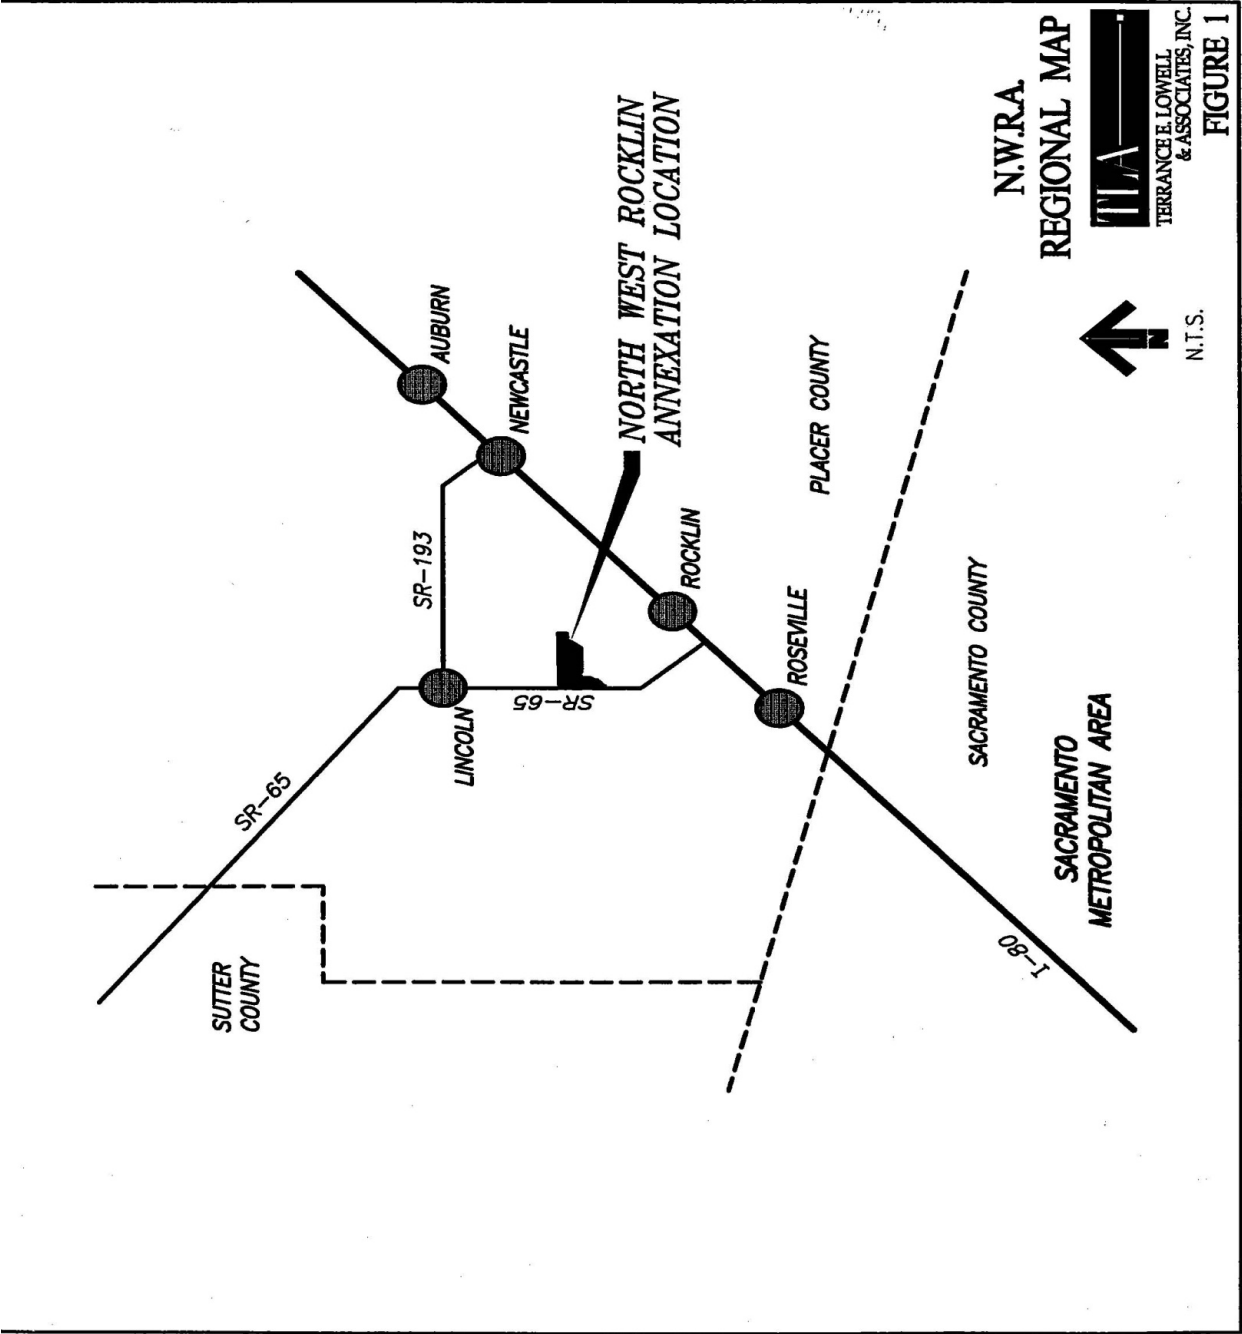 SUTTER
COUNTY
SR-65
LINCOLN
SR-65
SR-193
AUBURN
NEWCASTLE
NORTH WEST ROCKLIN
ANNEXATION LOCATION
ROCKLIN
ROSEVILLE
PLACER COUNTY
SACRAMENTO COUNTY
SACRAMENTO
METROPOLITAN AREA
I-80
N
N.T.S.
N.W.R.A.
REGIONAL MAP
TLA
TERRANCE E. LOWELL
& ASSOCIATES, INC.
FIGURE 1